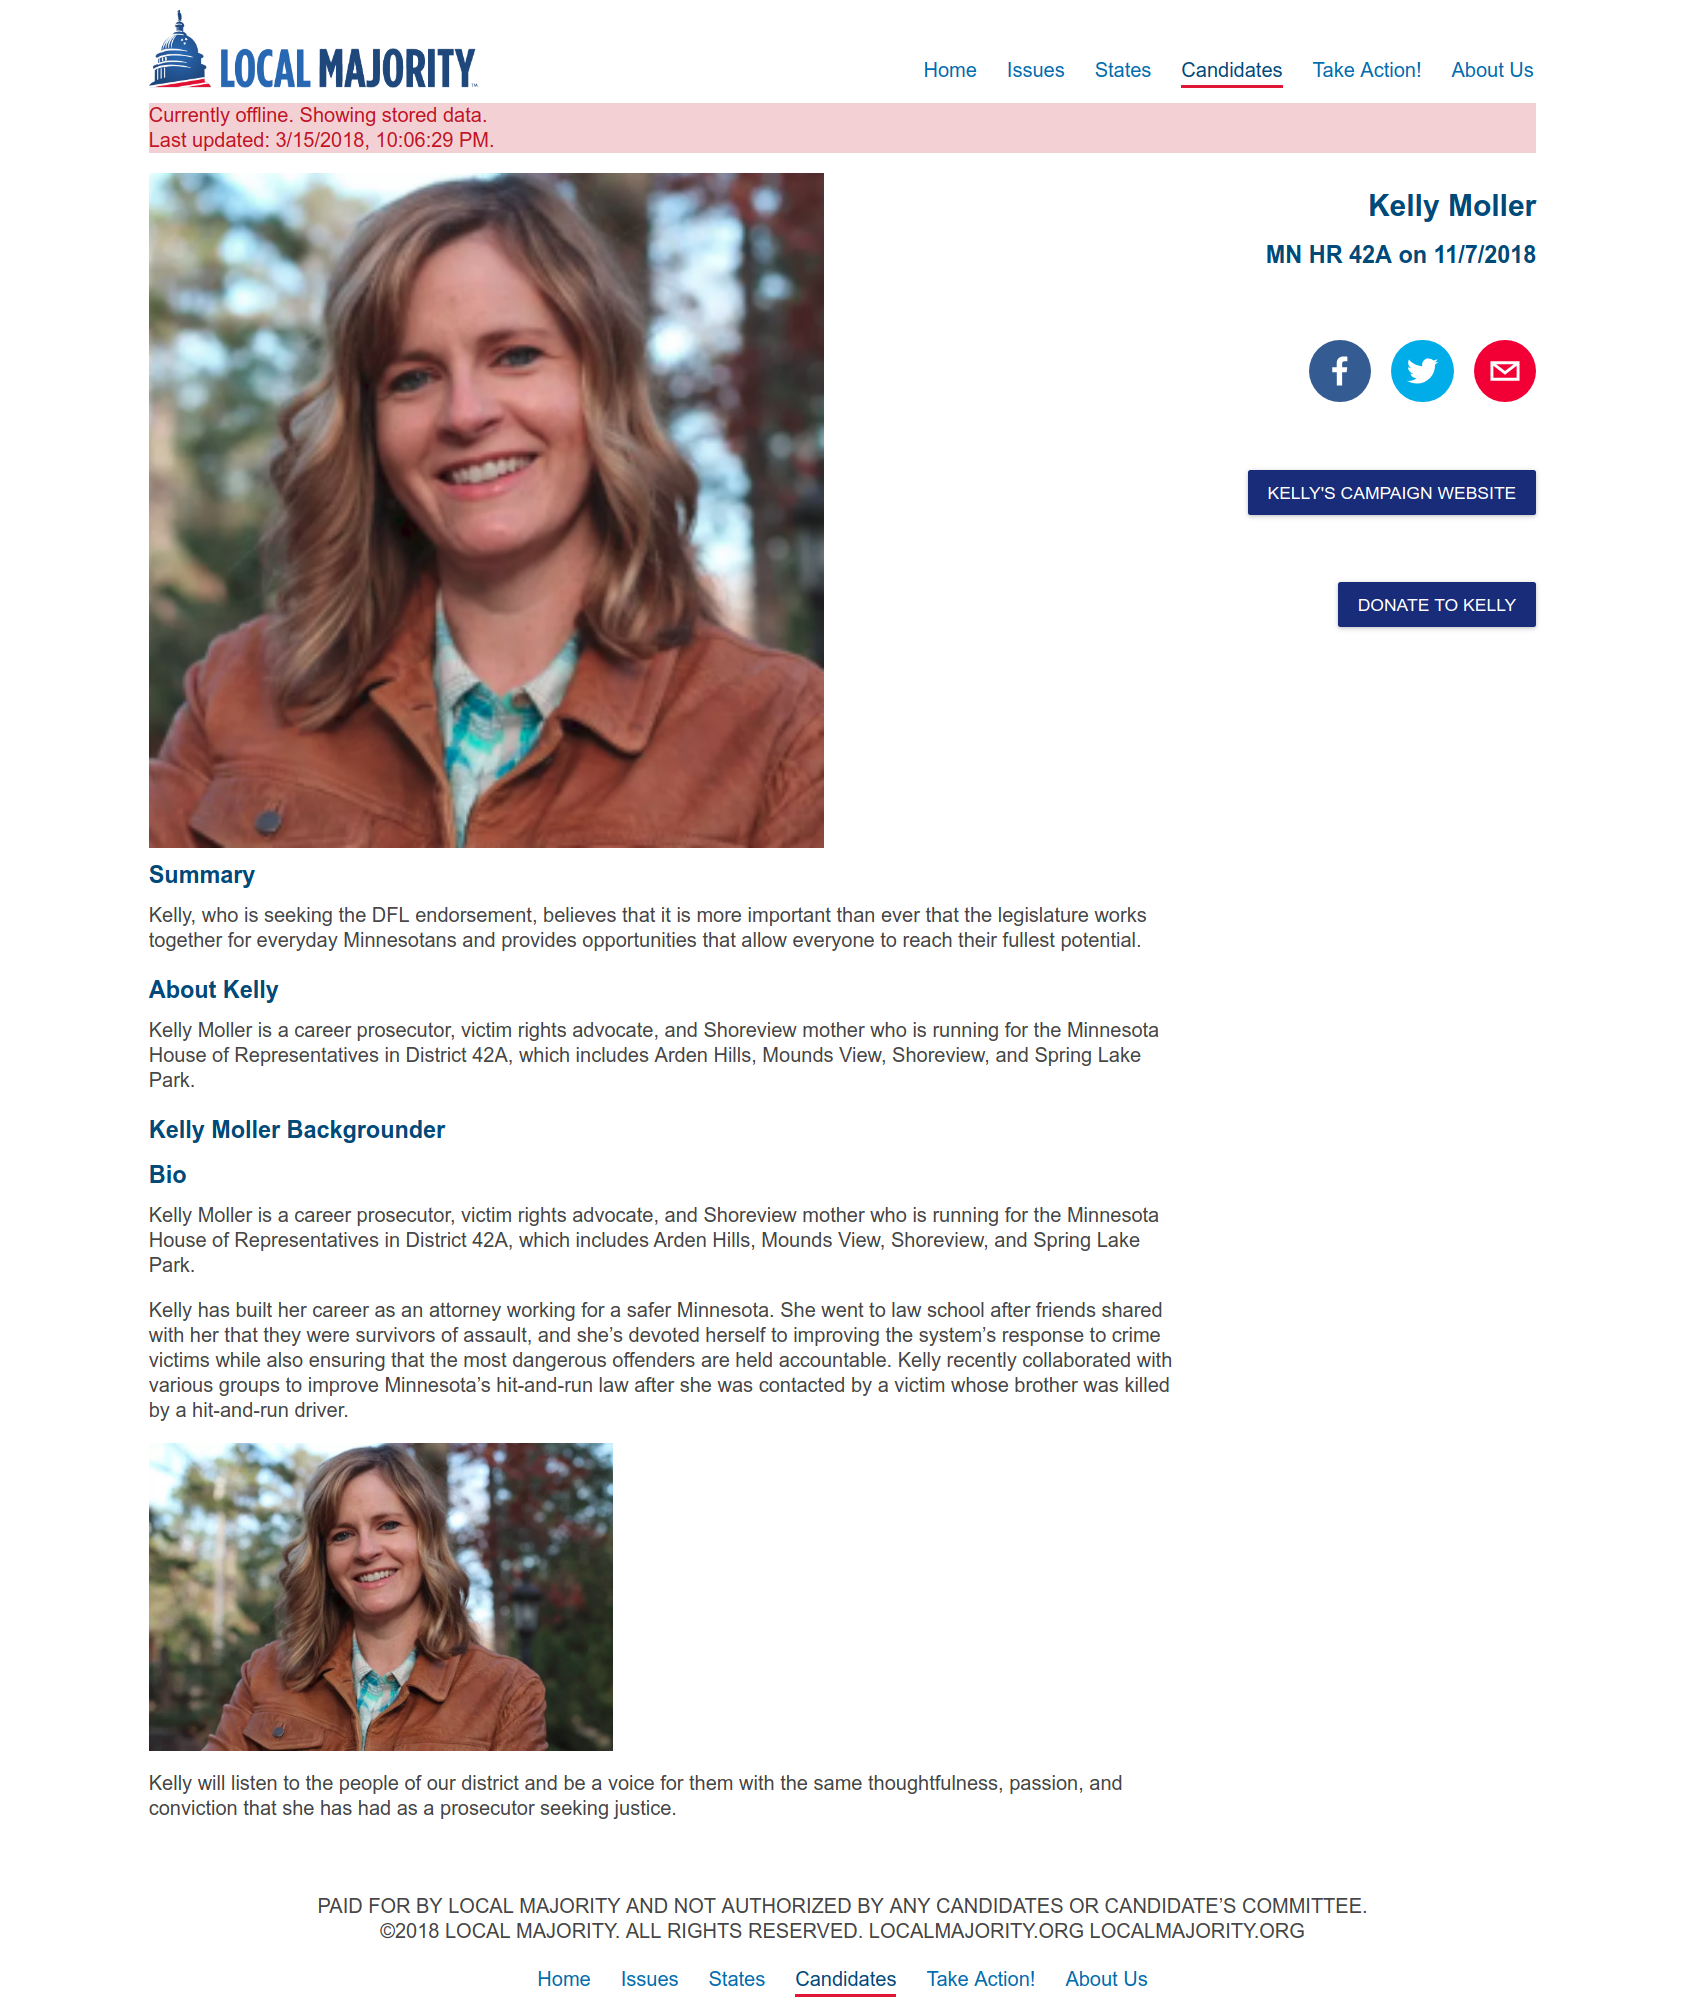 LOCAL MAJORITY™
Home Issues States Candidates Take Action! About Us
Currently offline. Showing stored data.
Last updated: 3/15/2018, 10:06:29 PM.
Kelly Moller
MN HR 42A on 11/7/2018
KELLY'S CAMPAIGN WEBSITE
DONATE TO KELLY
Summary
Kelly, who is seeking the DFL endorsement, believes that it is more important than ever that the legislature works
together for everyday Minnesotans and provides opportunities that allow everyone to reach their fullest potential.
About Kelly
Kelly Moller is a career prosecutor, victim rights advocate, and Shoreview mother who is running for the Minnesota
House of Representatives in District 42A, which includes Arden Hills, Mounds View, Shoreview, and Spring Lake
Park.
Kelly Moller Backgrounder
Bio
Kelly Moller is a career prosecutor, victim rights advocate, and Shoreview mother who is running for the Minnesota
House of Representatives in District 42A, which includes Arden Hills, Mounds View, Shoreview, and Spring Lake
Park.
Kelly has built her career as an attorney working for a safer Minnesota. She went to law school after friends shared
with her that they were survivors of assault, and she’s devoted herself to improving the system’s response to crime
victims while also ensuring that the most dangerous offenders are held accountable. Kelly recently collaborated with
various groups to improve Minnesota’s hit-and-run law after she was contacted by a victim whose brother was killed
by a hit-and-run driver.
Kelly will listen to the people of our district and be a voice for them with the same thoughtfulness, passion, and
conviction that she has had as a prosecutor seeking justice.
PAID FOR BY LOCAL MAJORITY AND NOT AUTHORIZED BY ANY CANDIDATES OR CANDIDATE’S COMMITTEE.
©2018 LOCAL MAJORITY. ALL RIGHTS RESERVED. LOCALMAJORITY.ORG LOCALMAJORITY.ORG
Home Issues States Candidates Take Action! About Us